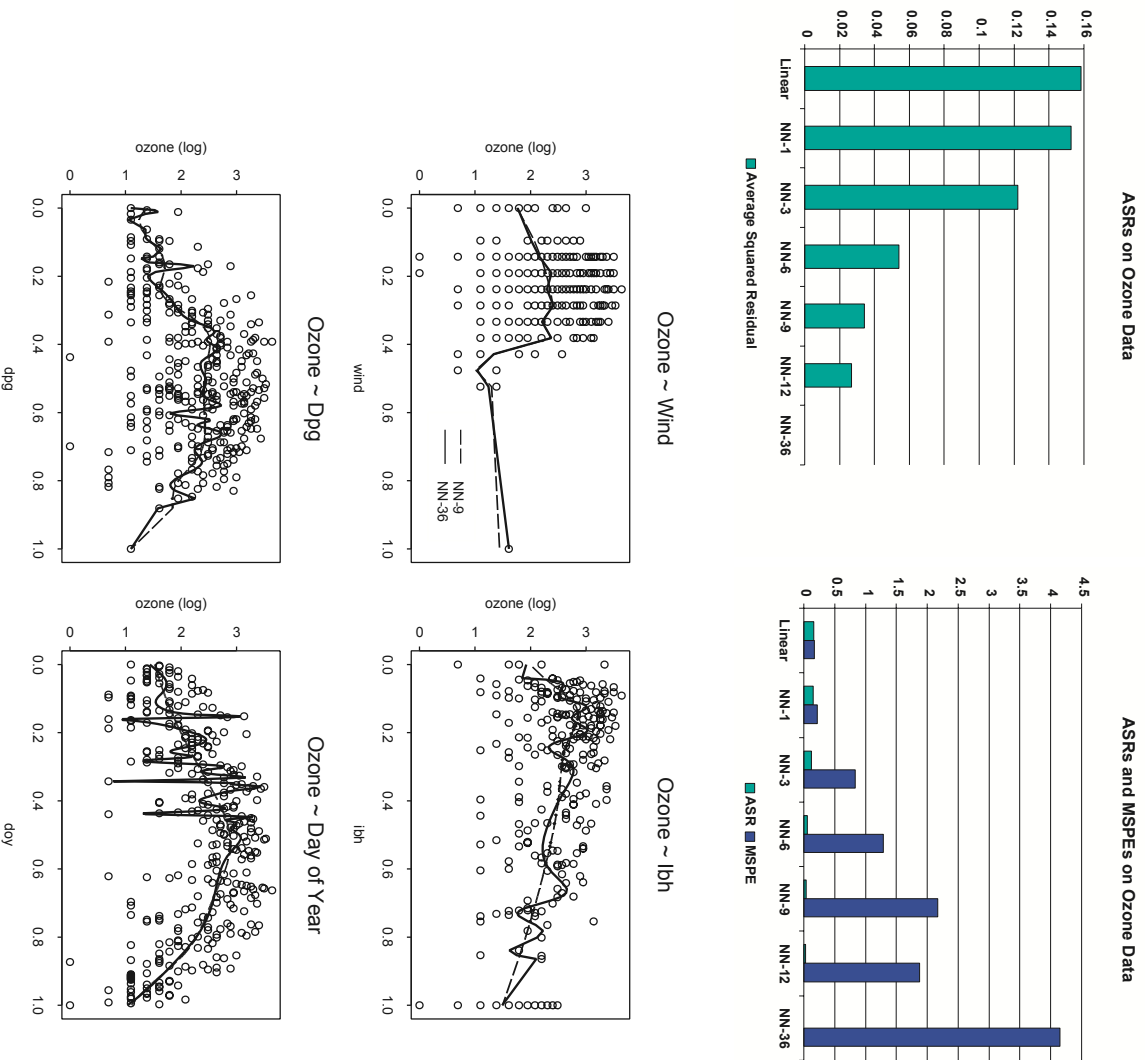 ASRs on Ozone Data
0.16
0.14
0.12
0.1
0.08
0.06
0.04
0.02
0
Linear
NN-1
NN-3
NN-6
NN-9
NN-12
NN-36
Average Squared Residual
ASRs and MSPEs on Ozone Data
4.5
4
3.5
3
2.5
2
1.5
1
0.5
0
Linear
NN-1
NN-3
NN-6
NN-9
NN-12
NN-36
ASR MSPE
Ozone ~ Wind
ozone (log)
0 1 2 3
0.0 0.2 0.4 0.6 0.8 1.0
wind
NN-9
NN-36
Ozone ~ Ibh
ozone (log)
0 1 2 3
0.0 0.2 0.4 0.6 0.8 1.0
ibh
Ozone ~ Dpg
ozone (log)
0 1 2 3
0.0 0.2 0.4 0.6 0.8 1.0
dpg
Ozone ~ Day of Year
ozone (log)
0 1 2 3
0.0 0.2 0.4 0.6 0.8 1.0
doy